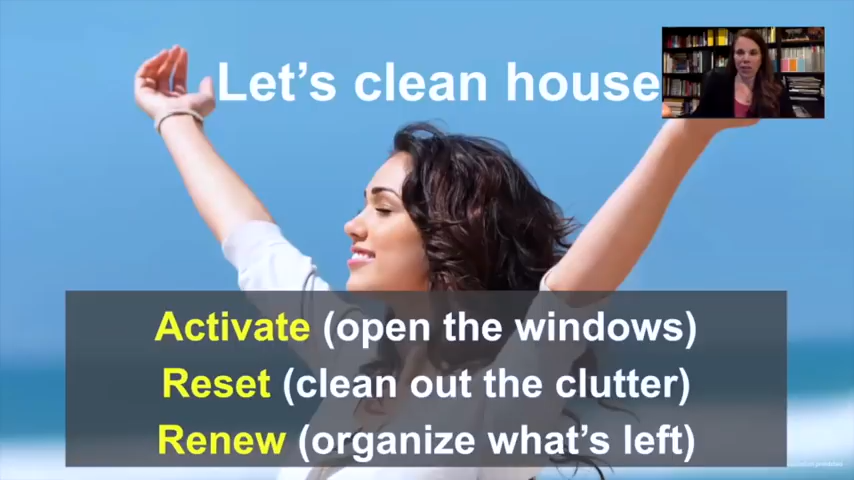 Let's clean house
Activate (open the windows)
Reset (clean out the clutter)
Renew (organize what's left)